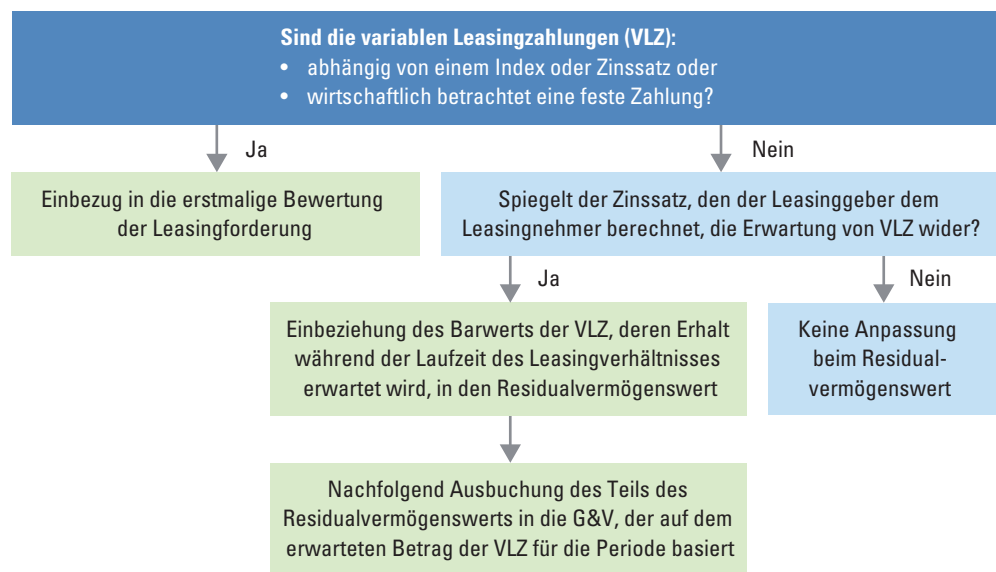 Sind die variablen Leasingzahlungen (VLZ):
• abhängig von einem Index oder Zinssatz oder
• wirtschaftlich betrachtet eine feste Zahlung?
Ja
Nein
Einbezug in die erstmalige Bewertung
der Leasingforderung
Spiegelt der Zinssatz, den der Leasinggeber dem
Leasingnehmer berechnet, die Erwartung von VLZ wider?
Ja
Nein
Einbeziehung des Barwerts der VLZ, deren Erhalt
während der Laufzeit des Leasingverhältnisses
erwartet wird, in den Residualvermögenswert
Keine Anpassung
beim Residual-
vermögenswert
Nachfolgend Ausbuchung des Teils des
Residualvermögenswerts in die G&V, der auf dem
erwarteten Betrag der VLZ für die Periode basiert